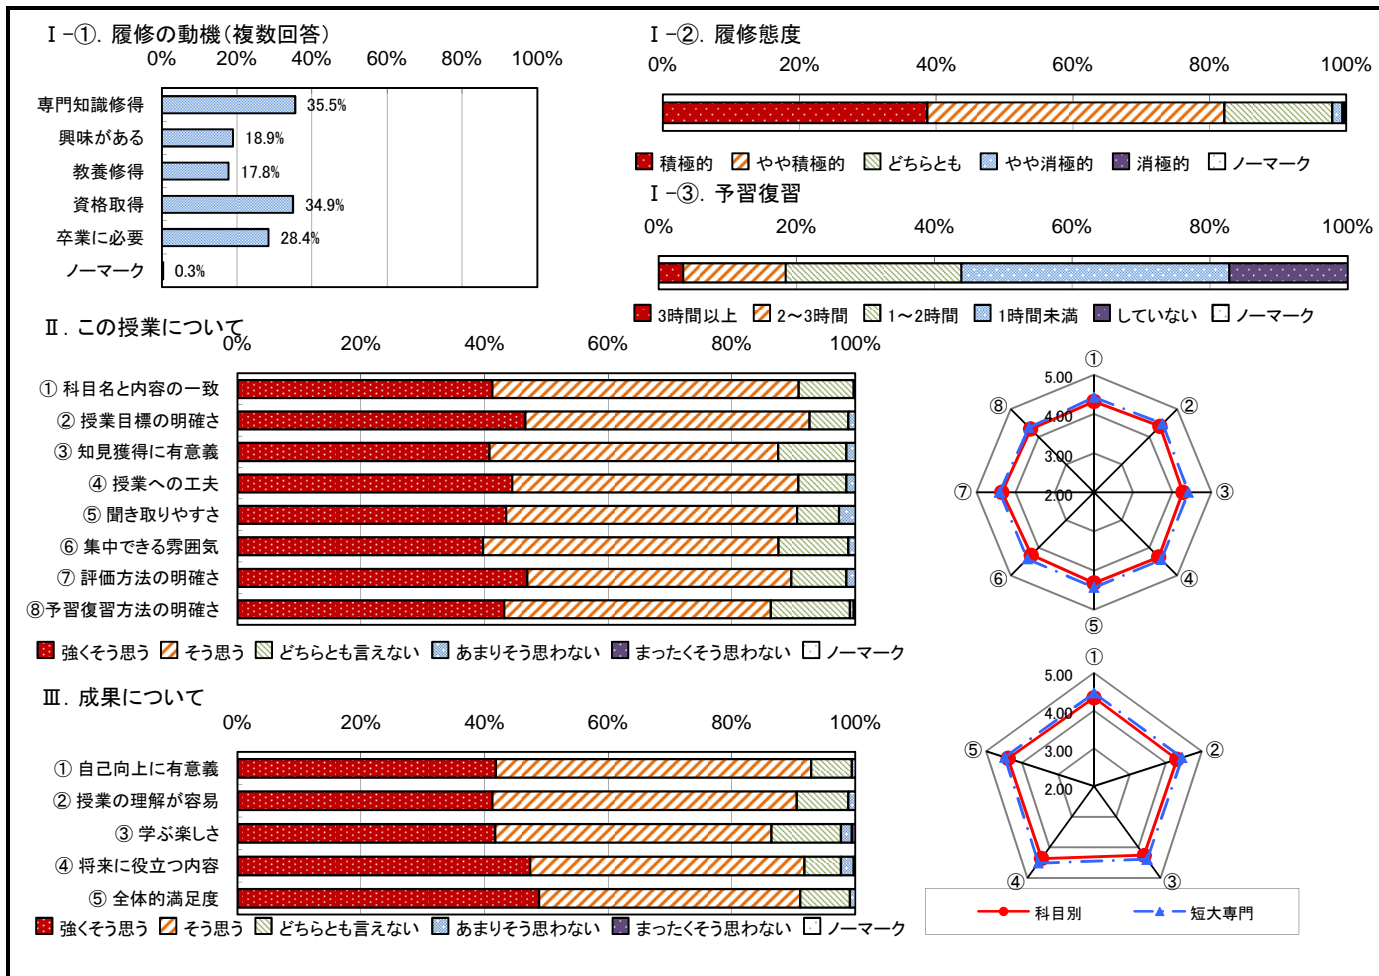 Ⅰ-①. 履修の動機(複数回答)
0% 20% 40% 60% 80% 100%
専門知識修得 35.5%
興味がある 18.9%
教養修得 17.8%
資格取得 34.9%
卒業に必要 28.4%
ノーマーク 0.3%
Ⅰ-②. 履修態度
0% 20% 40% 60% 80% 100%
積極的 やや積極的 どちらとも やや消極的 消極的 ノーマーク
Ⅰ-③. 予習復習
0% 20% 40% 60% 80% 100%
3時間以上 2〜3時間 1〜2時間 1時間未満 していない ノーマーク
Ⅱ. この授業について
0% 20% 40% 60% 80% 100%
① 科目名と内容の一致
② 授業目標の明確さ
③ 知見獲得に有意義
④ 授業への工夫
⑤ 聞き取りやすさ
⑥ 集中できる雰囲気
⑦ 評価方法の明確さ
⑧予習復習方法の明確さ
強くそう思う そう思う どちらとも言えない あまりそう思わない まったくそう思わない ノーマーク
①
5.00
⑧ ②
4.00
3.00
⑦ 2.00 ③
⑥ ④
⑤
Ⅲ. 成果について
0% 20% 40% 60% 80% 100%
① 自己向上に有意義
② 授業の理解が容易
③ 学ぶ楽しさ
④ 将来に役立つ内容
⑤ 全体的満足度
強くそう思う そう思う どちらとも言えない あまりそう思わない まったくそう思わない ノーマーク
①
5.00
4.00
⑤ 3.00 ②
2.00
④ ③
科目別 短大専門